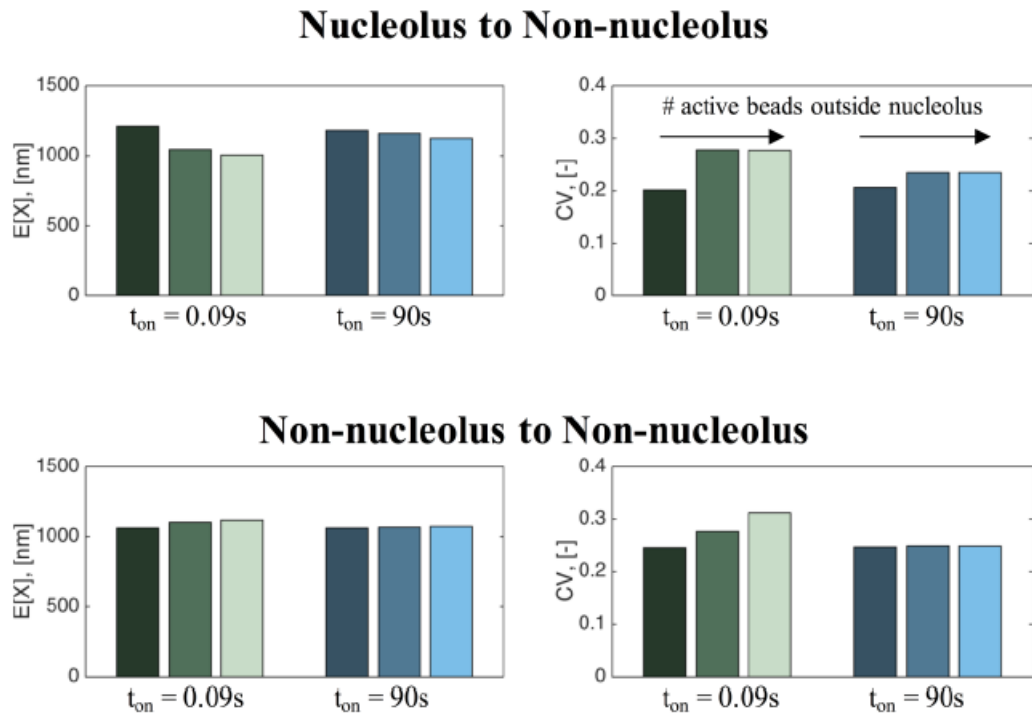 Nucleolus to Non-nucleolus
E[X], [nm]
1500
1000
500
0
t_on = 0.09s
t_on = 90s
CV, [-]
0.4
0.3
0.2
0.1
0
# active beads outside nucleolus
t_on = 0.09s
t_on = 90s
Non-nucleolus to Non-nucleolus
E[X], [nm]
1500
1000
500
0
t_on = 0.09s
t_on = 90s
CV, [-]
0.4
0.3
0.2
0.1
0
t_on = 0.09s
t_on = 90s